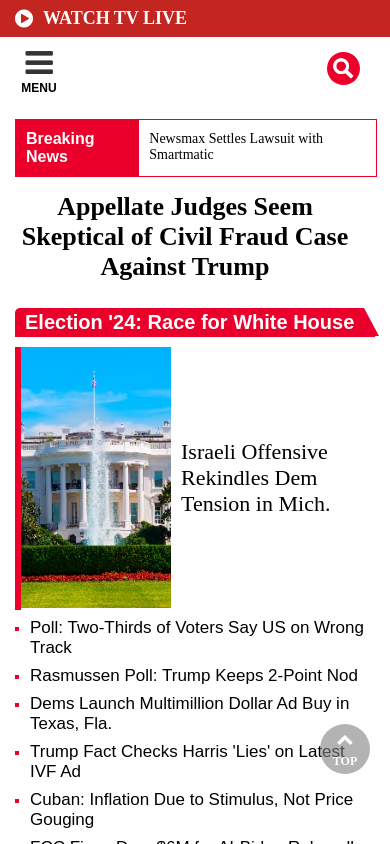 WATCH TV LIVE
MENU
Breaking
News
Newsmax Settles Lawsuit with
Smartmatic
Appellate Judges Seem
Skeptical of Civil Fraud Case
Against Trump
Election '24: Race for White House
Israeli Offensive
Rekindles Dem
Tension in Mich.
Poll: Two-Thirds of Voters Say US on Wrong
Track
Rasmussen Poll: Trump Keeps 2-Point Nod
Dems Launch Multimillion Dollar Ad Buy in
Texas, Fla.
Trump Fact Checks Harris 'Lies' on Latest
IVF Ad
TOP
Cuban: Inflation Due to Stimulus, Not Price
Gouging